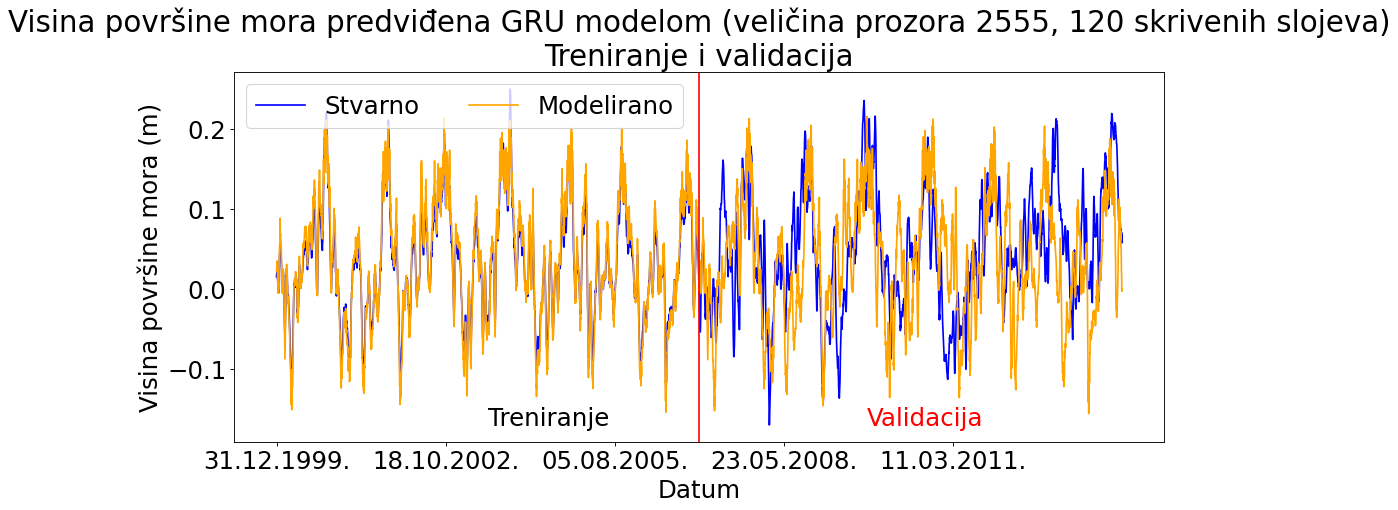 Visina površine mora predviđena GRU modelom (veličina prozora 2555, 120 skrivenih slojeva)
Treniranje i validacija
Stvarno
Modelirano
Visina površine mora (m)
0.2
0.1
0.0
−0.1
Treniranje
Validacija
31.12.1999.
18.10.2002.
05.08.2005.
23.05.2008.
11.03.2011.
Datum